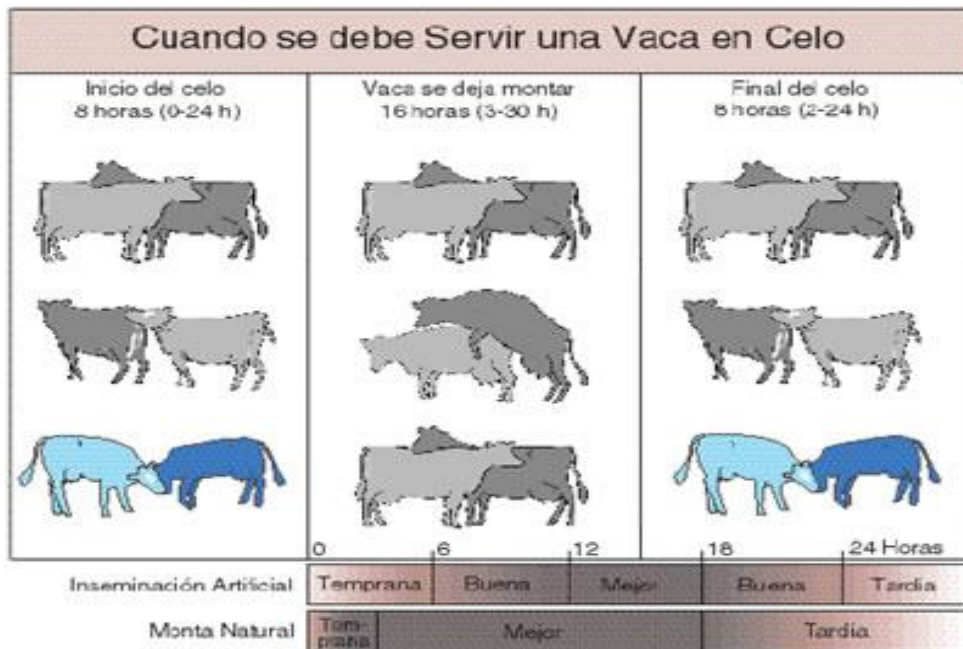 Cuando se debe Servir una Vaca en Celo
Inicio del celo
8 horas (0-24 h)
Vaca se deja montar
16 horas (3-30 h)
Final del celo
8 horas (2-24 h)
0 6 12 18 24 Horas
Inseminación Artificial Temprana Buena Mejor Buena Tardia
Monta Natural Tem-
prana Mejor Tardia